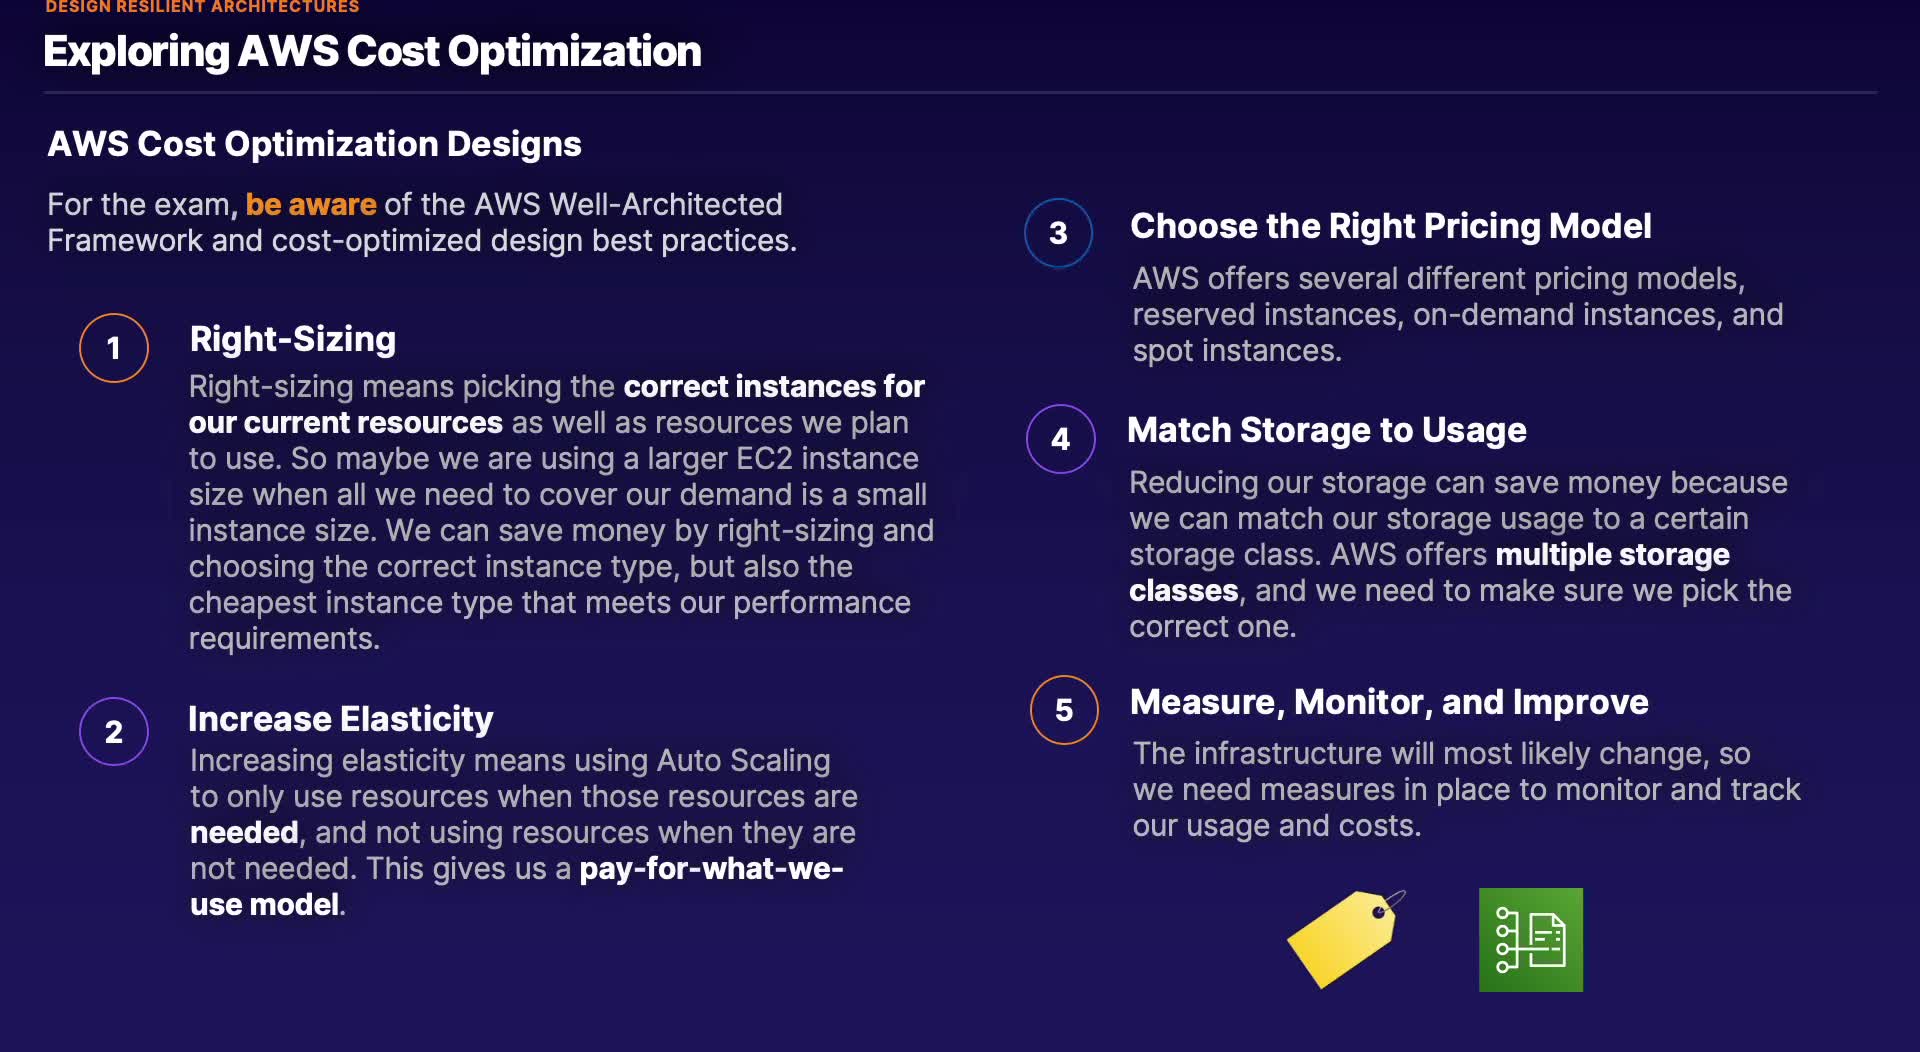 DESIGN RESILIENT ARCHITECTURES
Exploring AWS Cost Optimization
AWS Cost Optimization Designs
For the exam, be aware of the AWS Well-Architected
Framework and cost-optimized design best practices.
1
Right-Sizing
Right-sizing means picking the correct instances for
our current resources as well as resources we plan
to use. So maybe we are using a larger EC2 instance
size when all we need to cover our demand is a small
instance size. We can save money by right-sizing and
choosing the correct instance type, but also the
cheapest instance type that meets our performance
requirements.
2
Increase Elasticity
Increasing elasticity means using Auto Scaling
to only use resources when those resources are
needed, and not using resources when they are
not needed. This gives us a pay-for-what-we-
use model.
3
Choose the Right Pricing Model
AWS offers several different pricing models,
reserved instances, on-demand instances, and
spot instances.
4
Match Storage to Usage
Reducing our storage can save money because
we can match our storage usage to a certain
storage class. AWS offers multiple storage
classes, and we need to make sure we pick the
correct one.
5
Measure, Monitor, and Improve
The infrastructure will most likely change, so
we need measures in place to monitor and track
our usage and costs.